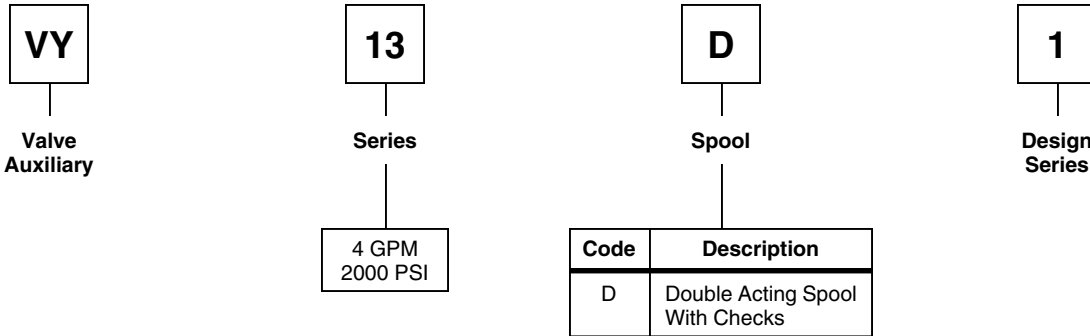 VY 13 D 1
Valve Auxiliary
Series
Spool
Design Series
4 GPM
2000 PSI
Code Description
D Double Acting Spool
With Checks